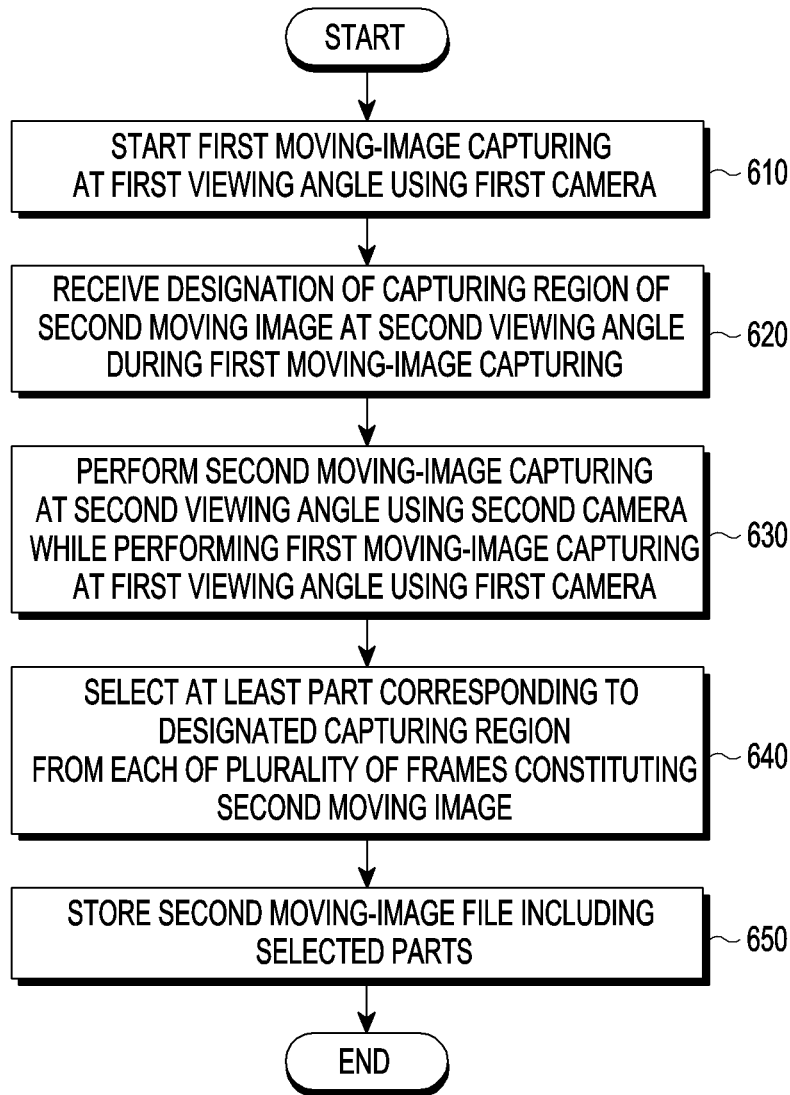 START
START FIRST MOVING-IMAGE CAPTURING
AT FIRST VIEWING ANGLE USING FIRST CAMERA
610
RECEIVE DESIGNATION OF CAPTURING REGION OF
SECOND MOVING IMAGE AT SECOND VIEWING ANGLE
DURING FIRST MOVING-IMAGE CAPTURING
620
PERFORM SECOND MOVING-IMAGE CAPTURING
AT SECOND VIEWING ANGLE USING SECOND CAMERA
WHILE PERFORMING FIRST MOVING-IMAGE CAPTURING
AT FIRST VIEWING ANGLE USING FIRST CAMERA
630
SELECT AT LEAST PART CORRESPONDING TO
DESIGNATED CAPTURING REGION
FROM EACH OF PLURALITY OF FRAMES CONSTITUTING
SECOND MOVING IMAGE
640
STORE SECOND MOVING-IMAGE FILE INCLUDING
SELECTED PARTS
650
END